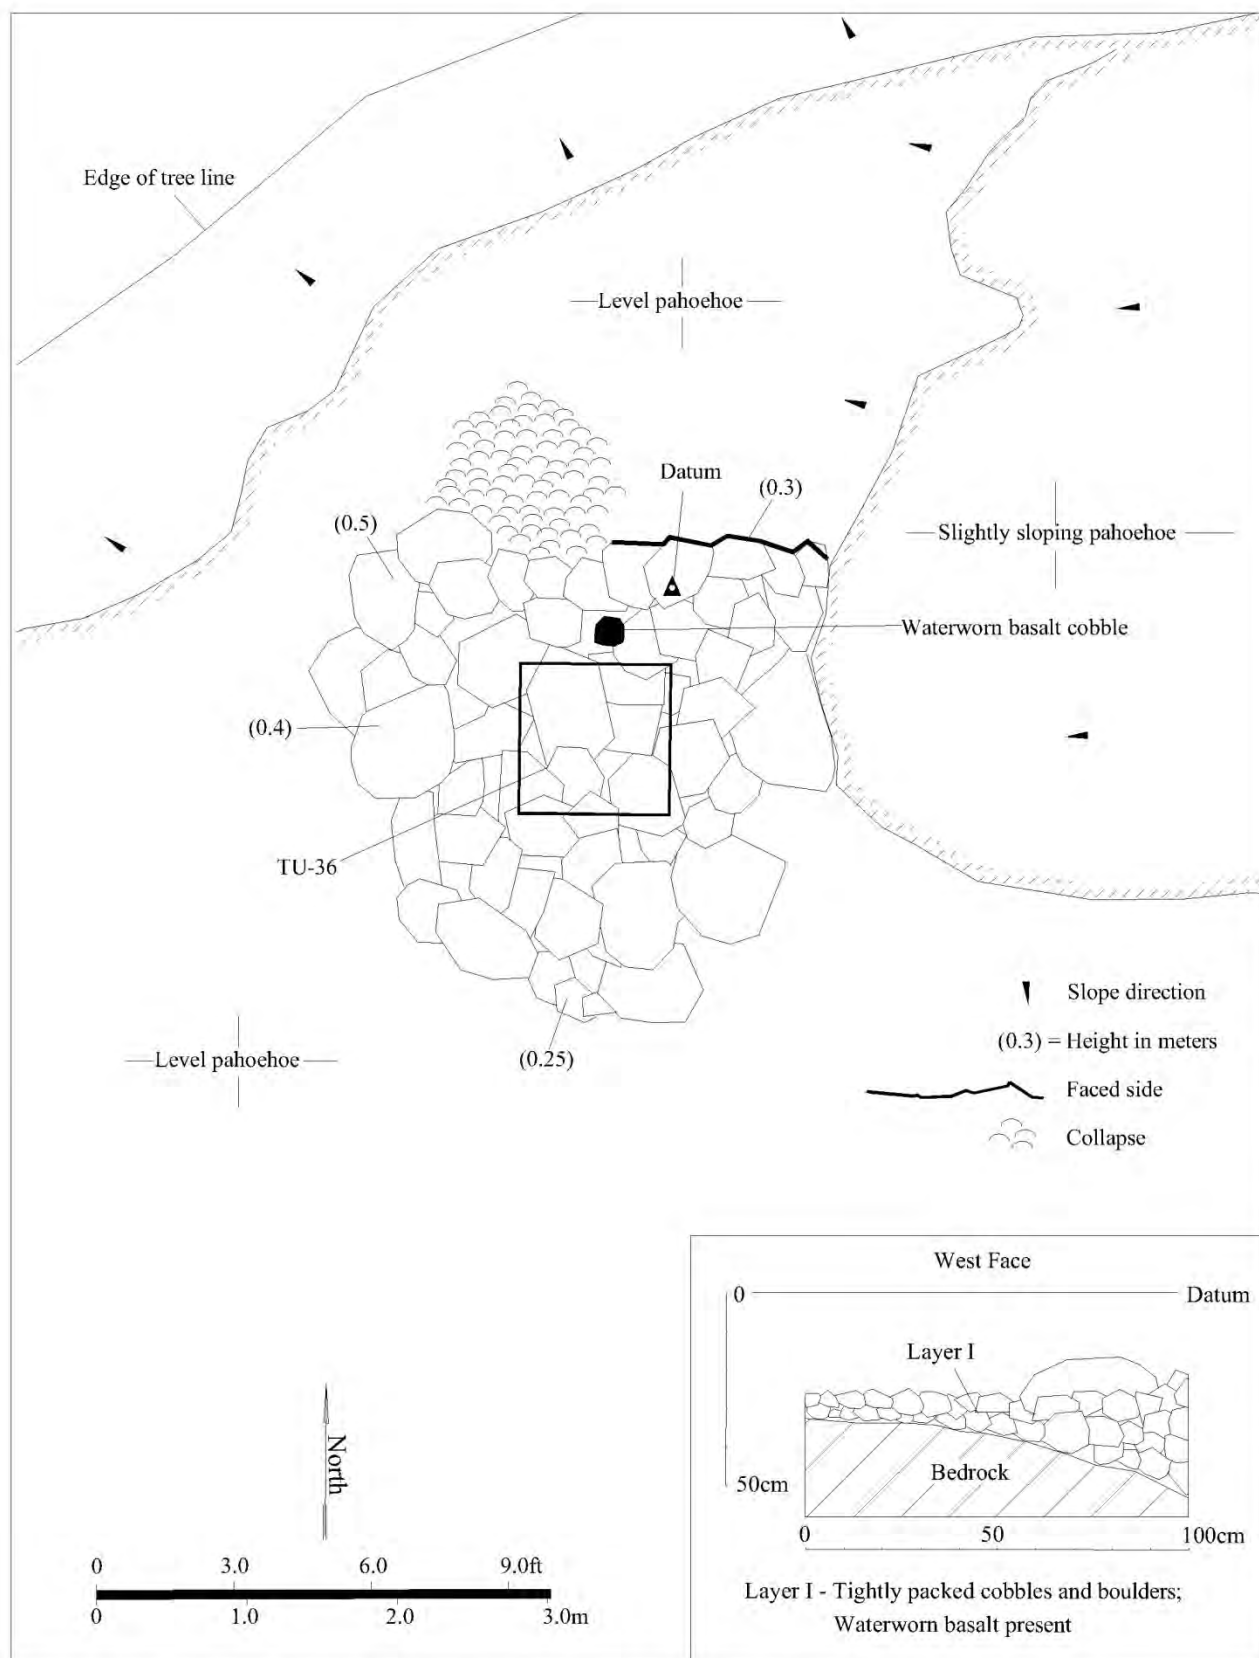 Edge of tree line
Level pahoehoe
Datum
(0.3)
(0.5)
Slightly sloping pahoehoe
Waterworn basalt cobble
(0.4)
TU-36
Slope direction
(0.3) = Height in meters
Level pahoehoe
(0.25)
Faced side
Collapse
West Face
0
Datum
Layer I
50cm
Bedrock
0 50 100cm
Layer I - Tightly packed cobbles and boulders;
Waterworn basalt present
North
0 3.0 6.0 9.0ft
0 1.0 2.0 3.0m